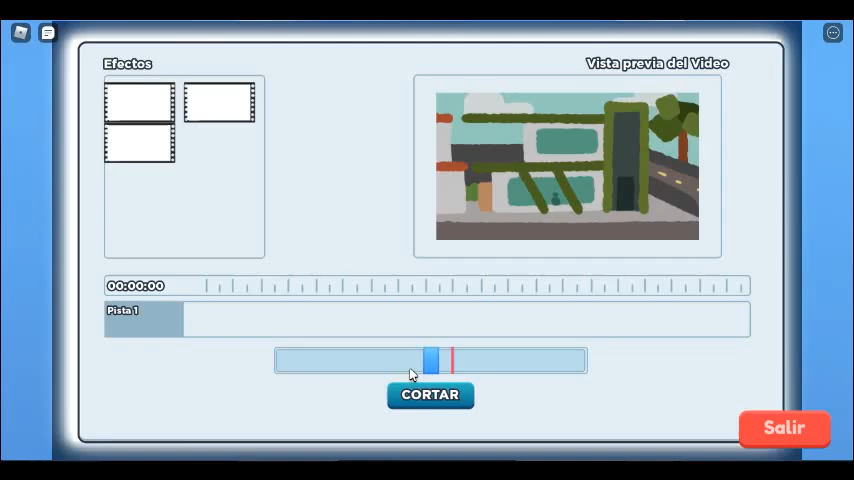 Efectos
Vista previa del Video
00:00:00
Pista 1
CORTAR
Salir